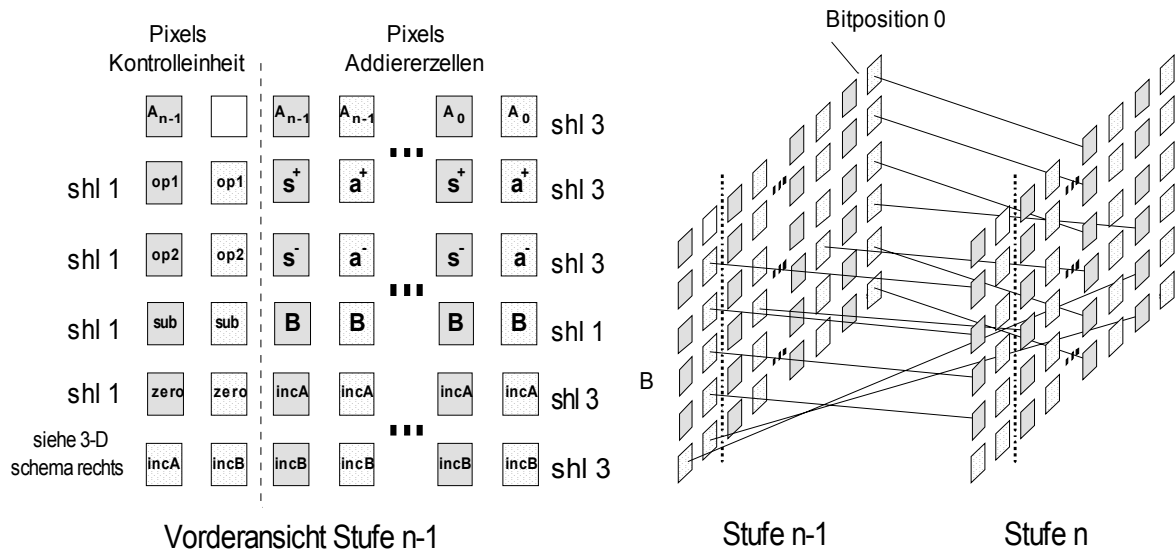 Pixels
Kontrolleinheit
Pixels
Addiererzellen
Bitposition 0
A n-1 A n-1 A n-1 A 0 A 0 shl 3
shl 1 op1 op1 s+ a+ s+ a+ shl 3
shl 1 op2 op2 s- a- s- a- shl 3
shl 1 sub sub B B B B shl 1
shl 1 zero zero incA incA incA incA shl 3
siehe 3-D
schema rechts
incA incB incB incB incB incB shl 3
B
Vorderansicht Stufe n-1
Stufe n-1
Stufe n